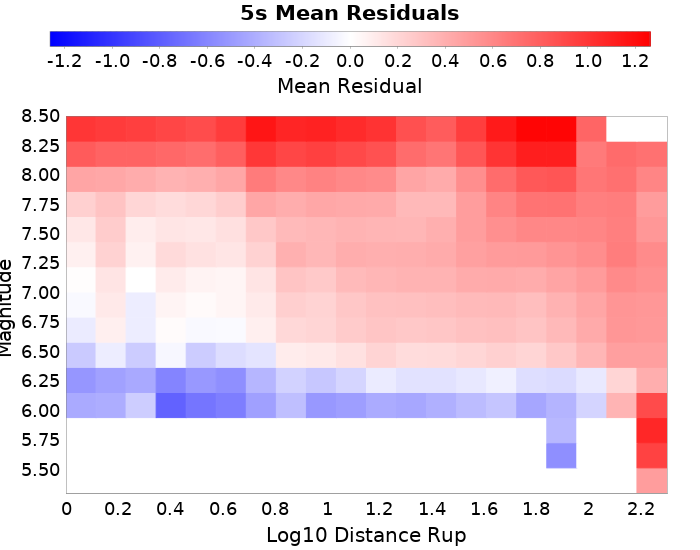 5s Mean Residuals
-1.2 -1.0 -0.8 -0.6 -0.4 -0.2 0.0 0.2 0.4 0.6 0.8 1.0 1.2
Mean Residual
8.50
8.25
8.00
7.75
7.50
7.25
7.00
6.75
6.50
6.25
6.00
5.75
5.50
Magnitude
0 0.2 0.4 0.6 0.8 1 1.2 1.4 1.6 1.8 2 2.2
Log10 Distance Rup